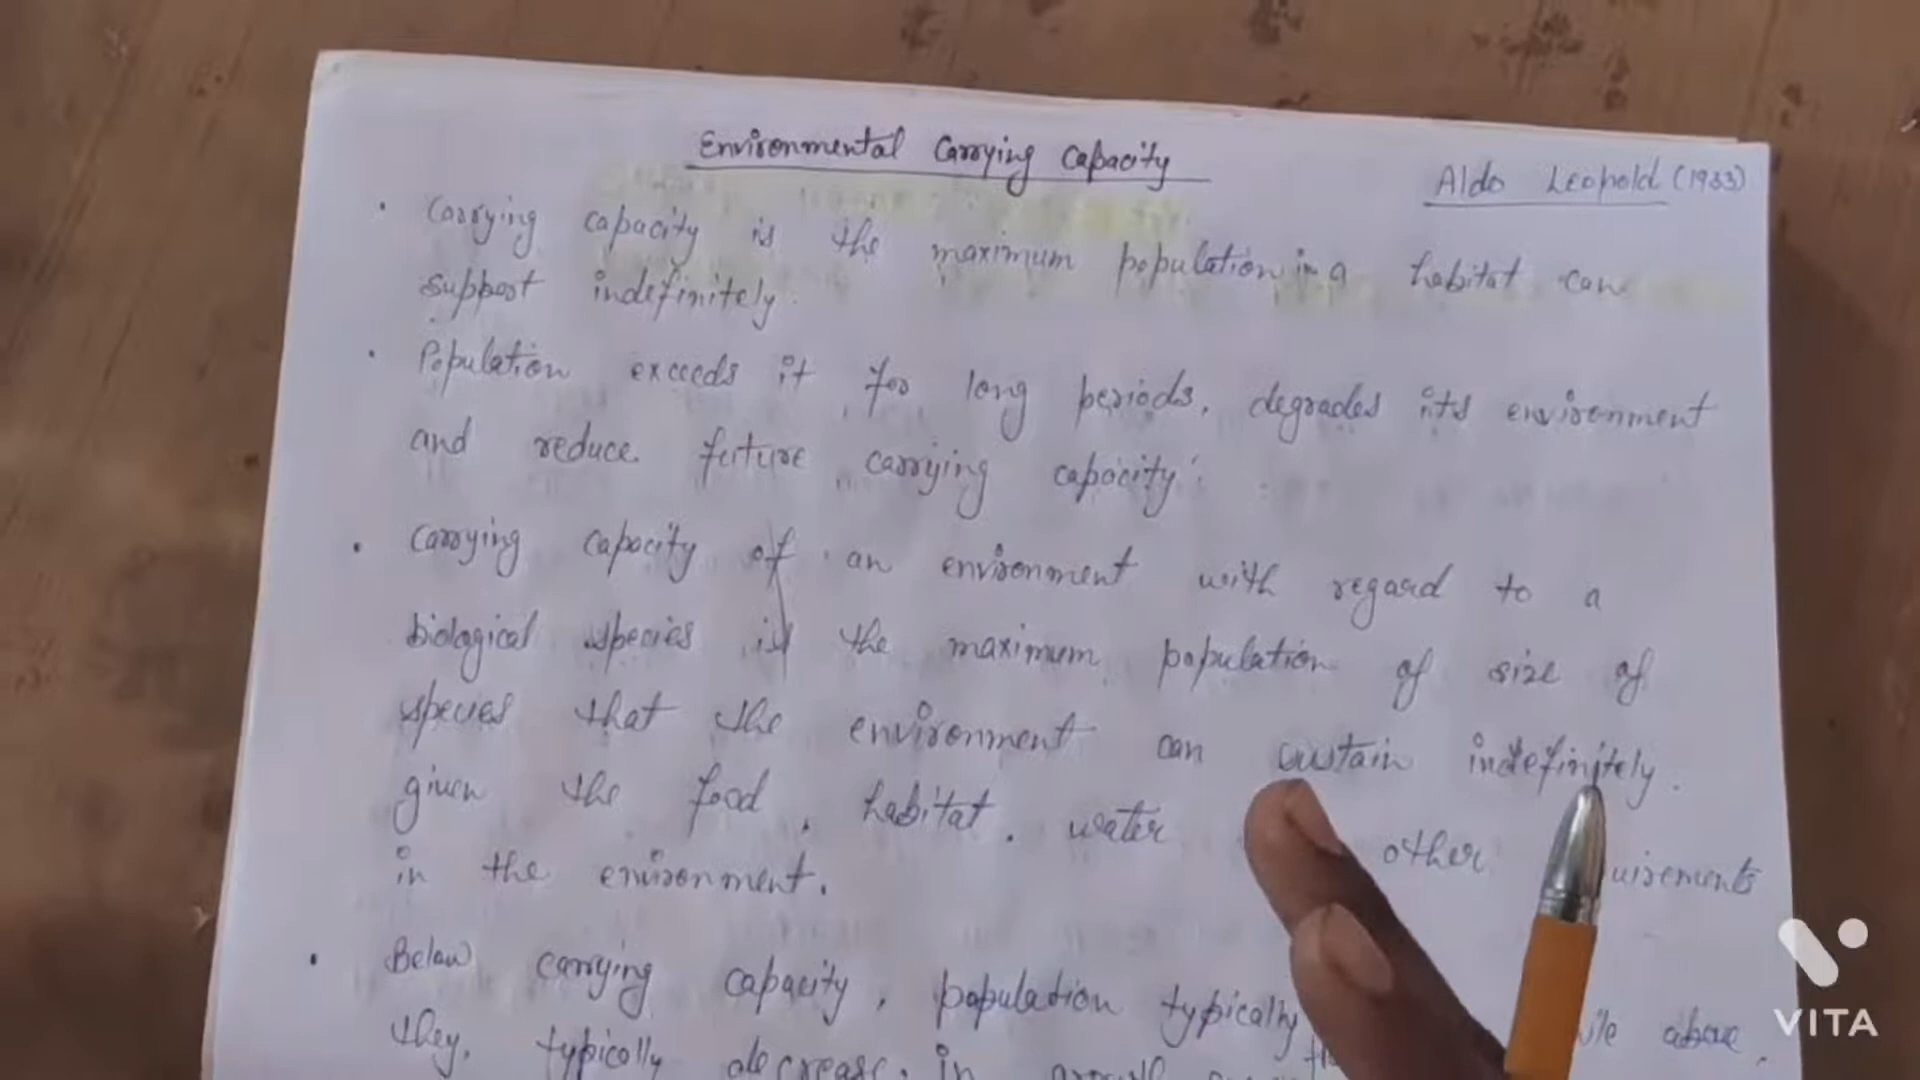 Environmental Carrying Capacity
Aldo Leopold (1933)
• Carrying capacity is the maximum population in a habitat can
support indefinitely.
• Population exceeds it for long periods, degrades its environment
and reduce future carrying capacity.
• Carrying capacity of an environment with regard to a
biological species is the maximum population of size of
species that the environment can sustain indefinitely.
given the food, habitat, water other
in the environment.
• Below carrying capacity, population typically above,
they, typically decrease. in
VITA